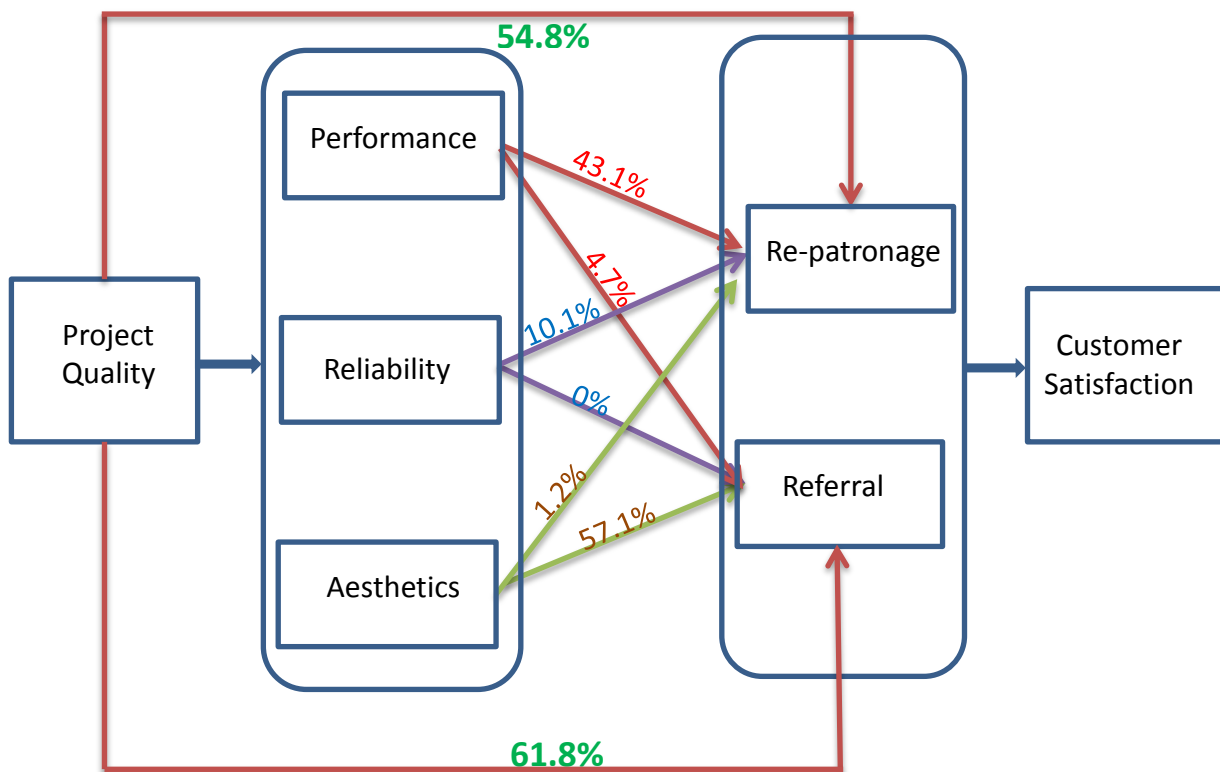 54.8%
Performance
43.1%
Re-patronage
4.7%
Project
Quality
10.1%
Reliability
Customer
Satisfaction
0%
1.2%
Referral
57.1%
Aesthetics
61.8%